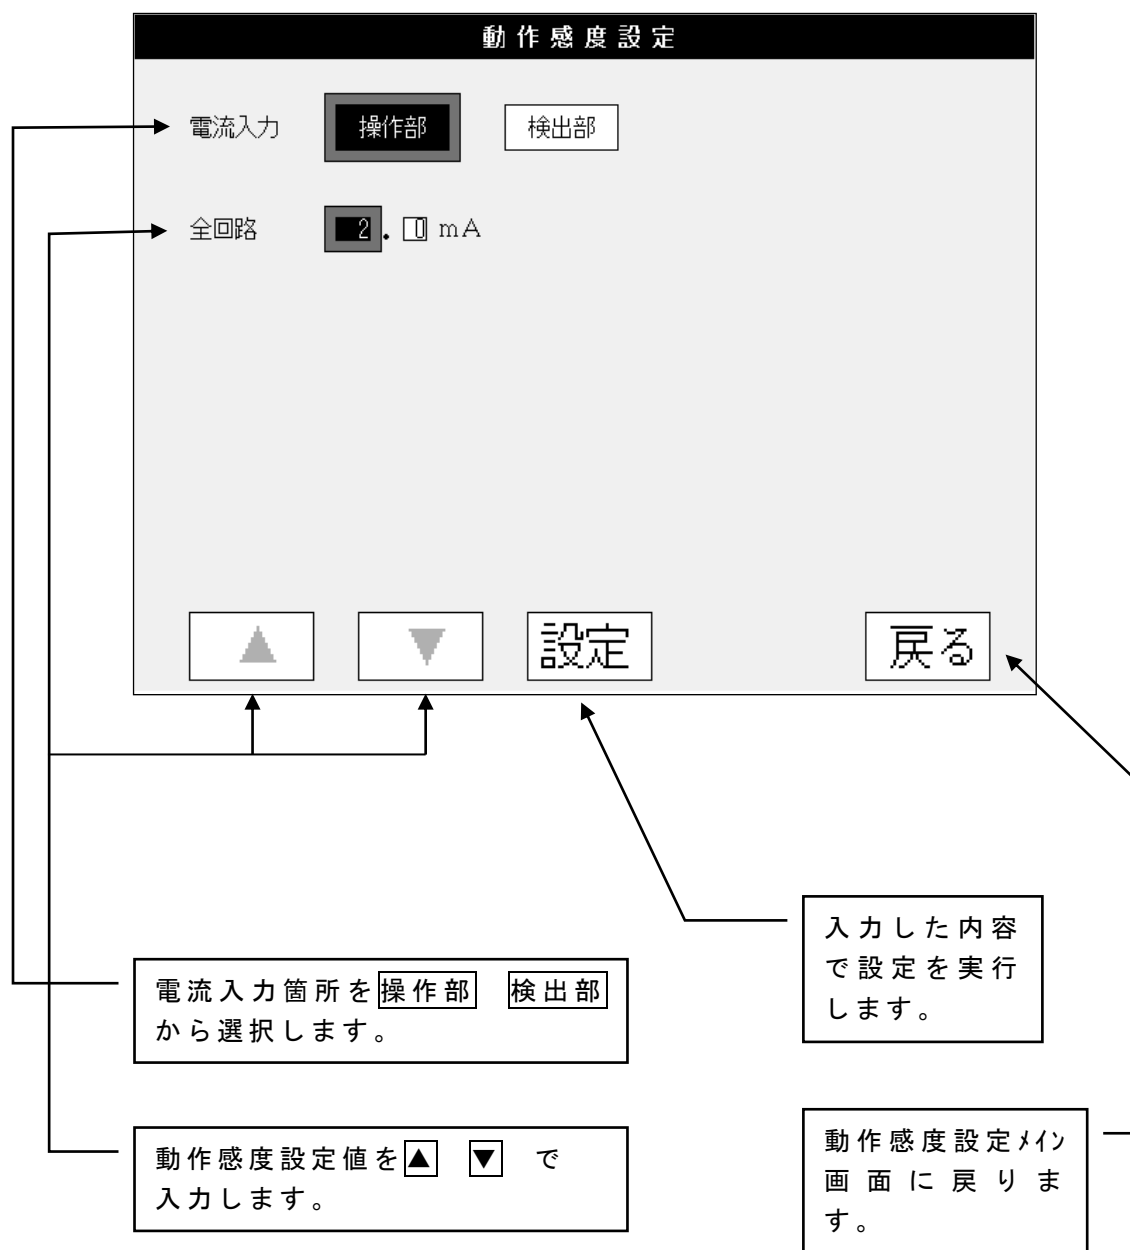 動作感度設定
電流入力 操作部 検出部
全回路 2.0mA
▲ ▼ 設定 戻る
入力した内容
で設定を実行
します。
電流入力箇所を操作部 検出部
から選択します。
動作感度設定値を▲ ▼ で
入力します。
動作感度設定ﾒｲﾝ
画面に戻りま
す。